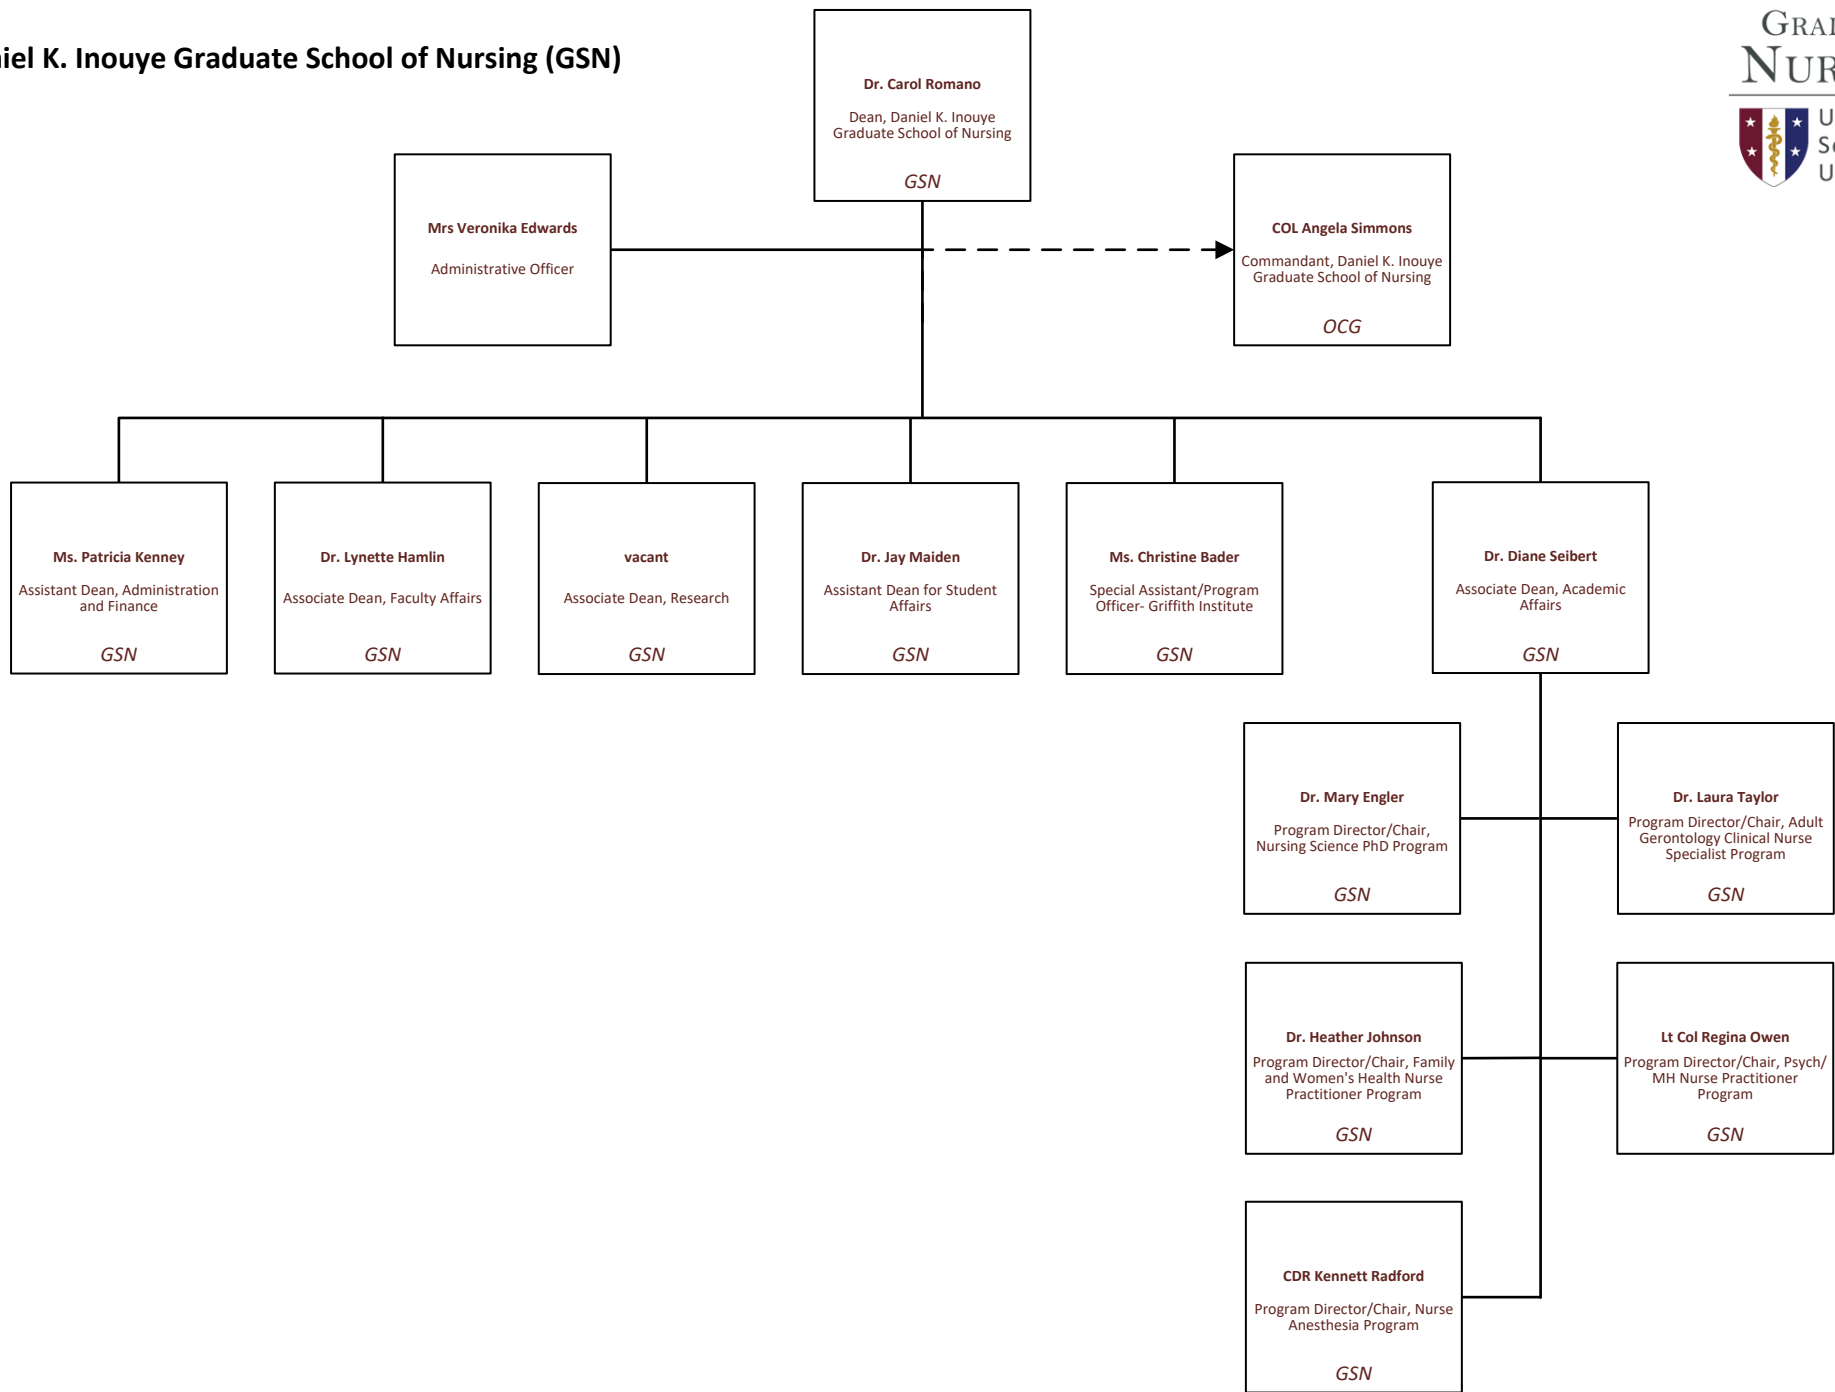 K. Inouye Graduate School of Nursing (GSN)
Dr. Carol Romano
Dean, Daniel K. Inouye
Graduate School of Nursing
GSN
Mrs Veronika Edwards
Administrative Officer
COL Angela Simmons
Commandant, Daniel K. Inouye
Graduate School of Nursing
OCG
Ms. Patricia Kenney
Assistant Dean, Administration
and Finance
GSN
Dr. Lynette Hamlin
Associate Dean, Faculty Affairs
GSN
vacant
Associate Dean, Research
GSN
Dr. Jay Maiden
Assistant Dean for Student
Affairs
GSN
Ms. Christine Bader
Special Assistant/Program
Officer- Griffith Institute
GSN
Dr. Diane Seibert
Associate Dean, Academic
Affairs
GSN
Dr. Mary Engler
Program Director/Chair,
Nursing Science PhD Program
GSN
Dr. Laura Taylor
Program Director/Chair, Adult
Gerontology Clinical Nurse
Specialist Program
GSN
Dr. Heather Johnson
Program Director/Chair, Family
and Women's Health Nurse
Practitioner Program
GSN
Lt Col Regina Owen
Program Director/Chair, Psych/
MH Nurse Practitioner
Program
GSN
CDR Kennett Radford
Program Director/Chair, Nurse
Anesthesia Program
GSN